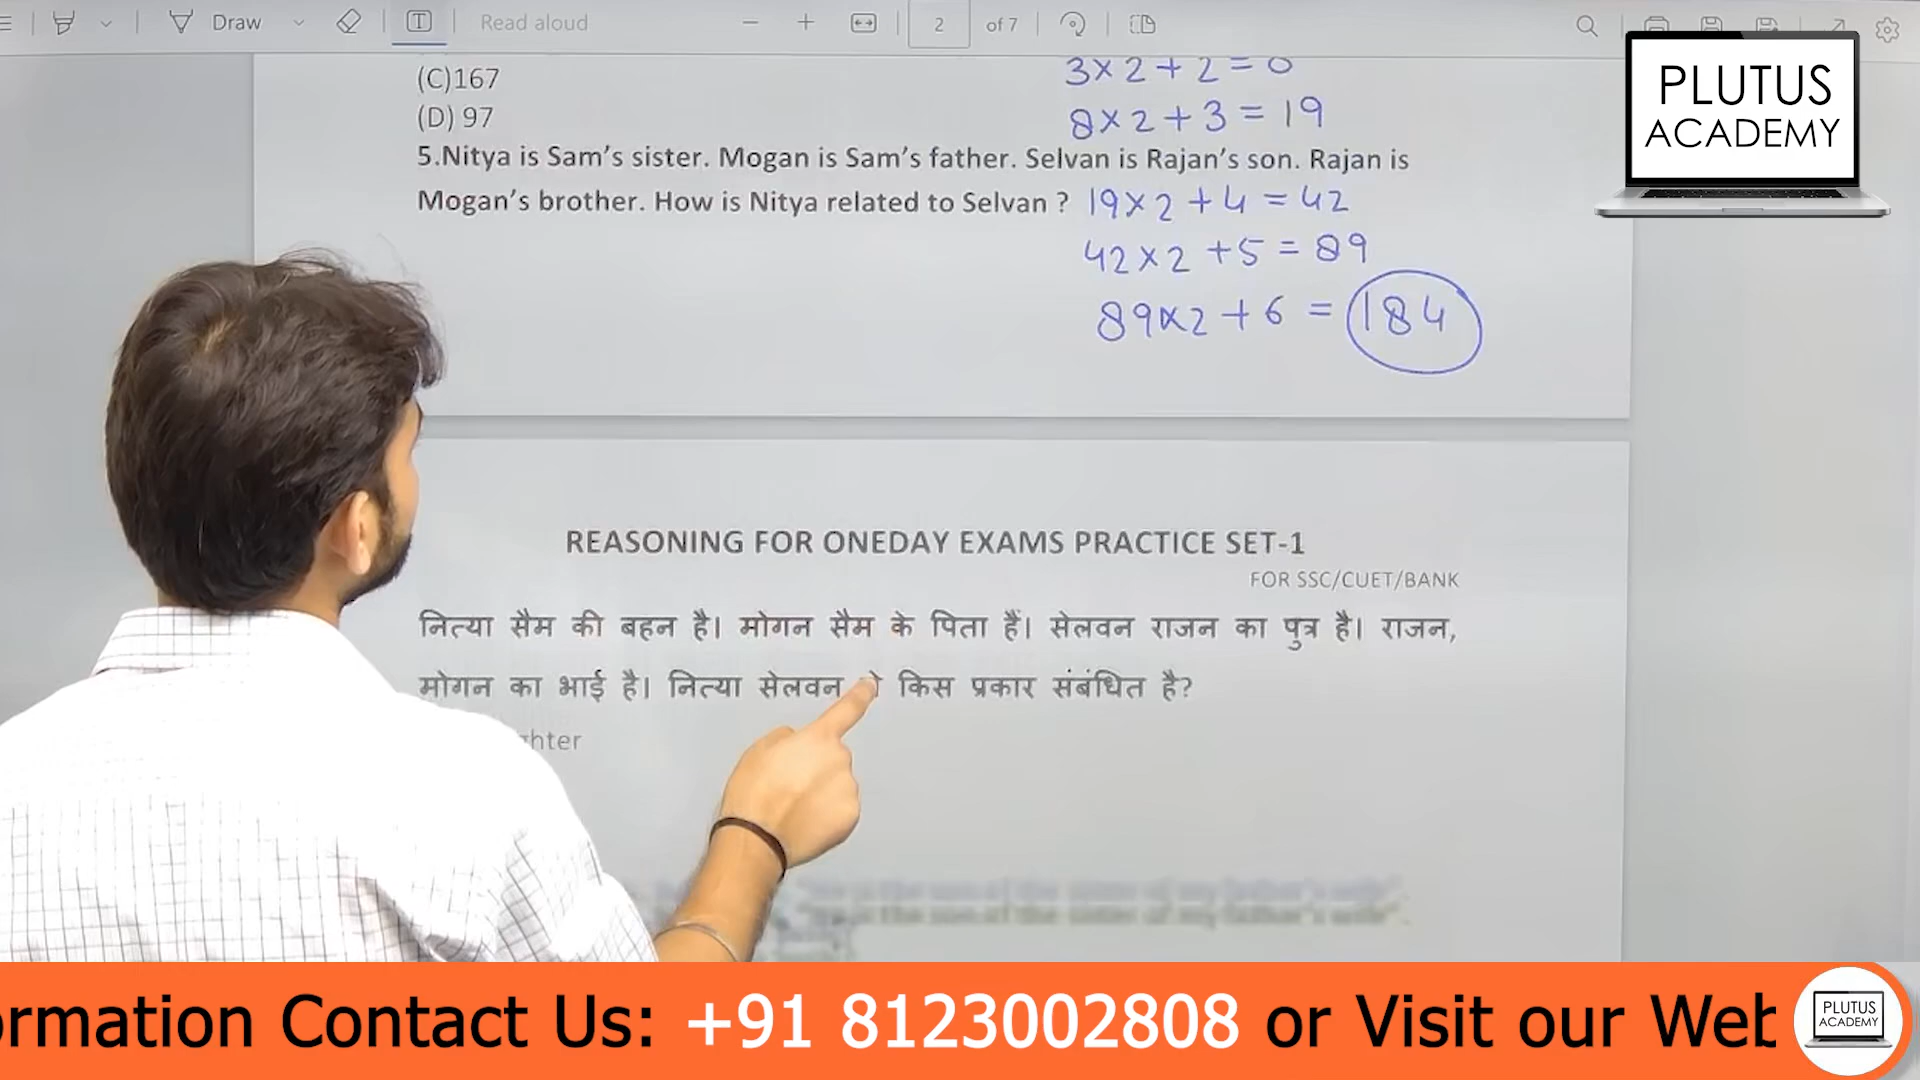 Draw
Read aloud
2 of 7
(C)167
(D) 97
3×2+2=8
8×2+3=19
5.Nitya is Sam's sister. Mogan is Sam's father. Selvan is Rajan's son. Rajan is
Mogan's brother. How is Nitya related to Selvan ?
19×2+4=42
42×2+5=89
89×2+6=184
REASONING FOR ONEDAY EXAMS PRACTICE SET-1
FOR SSC/CUET/BANK
नित्या सैम की बहन है। मोगन सैम के पिता हैं। सेलवन राजन का पुत्र है। राजन,
मोगन का भाई है। नित्या सेलवन किस प्रकार संबंधित है?
PLUTUS
ACADEMY
Contact Us: +91 8123002808 or Visit our
PLUTUS
ACADEMY